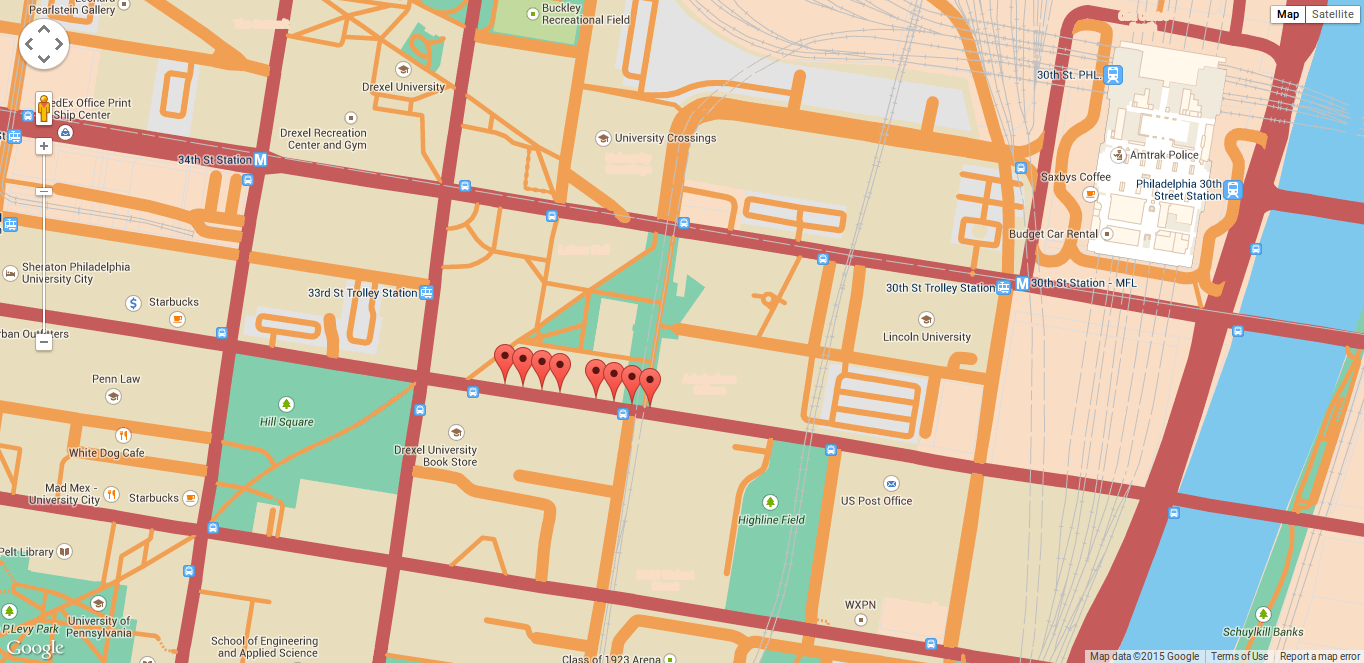 Pearlstein Gallery
Buckley
Recreational Field
Map
Satellite
Drexel University
30th St. PHL.
edEx Office Print
Ship Center
Drexel Recreation
Center and Gym
University Crossings
34th St Station
Amtrak Police
Saxbys Coffee
Philadelphia 30th
Street Station
Budget Car Rental
Sheraton Philadelphia
University City
33rd St Trolley Station
30th St Trolley Station
30th St Station - MFL
Starbucks
rban Outfitters
Lincoln University
Penn Law
Hill Square
White Dog Cafe
Drexel University
Book Store
Mad Mex -
University City
Starbucks
US Post Office
Highline Field
Pelt Library
P.Levy Park
University of
Pennsylvania
WXPN
School of Engineering
and Applied Science
Schuylkill Banks
Google
Class of 1923 Arena
Map data ©2015 Google
Terms of Use
Report a map error